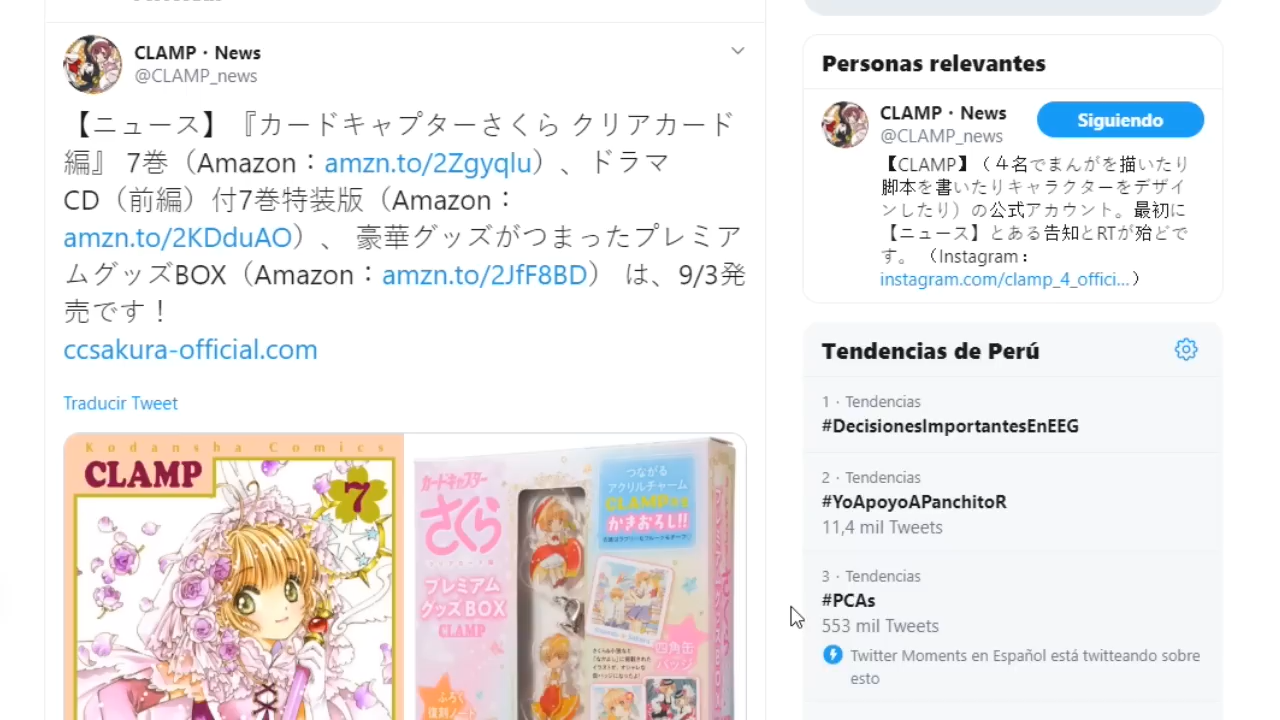 CLAMP・News
@CLAMP_news
【ニュース】『カードキャプターさくら クリアカード
編』 7巻（Amazon：amzn.to/2Zgyqlu）、ドラマ
CD（前編）付7巻特装版（Amazon：
amzn.to/2KDduAO）、 豪華グッズがつまったプレミア
ムグッズBOX（Amazon：amzn.to/2JfF8BD） は、9/3発
売です！
ccsakura-official.com
Traducir Tweet
Kodansha Comics
CLAMP
7
カードキャプター
さくら
プレミアム
グッズBOX
CLAMP
つながる
アクリルチャーム
CLAMP
かきおろし!!
四角缶
バッジ
ふろく
復刻ノート
Personas relevantes
CLAMP・News
@CLAMP_news
Siguiendo
【CLAMP】（４名でまんがを描いたり
脚本を書いたりキャラクターをデザイ
ンしたり）の公式アカウント。最初に
【ニュース】とある告知とRTが殆どで
す。 （Instagram：
instagram.com/clamp_4_offici...）
Tendencias de Perú
1 · Tendencias
#DecisionesImportantesEnEEG
2 · Tendencias
#YoApoyoAPanchitoR
11,4 mil Tweets
3 · Tendencias
#PCAs
553 mil Tweets
Twitter Moments en Español está twitteando sobre
esto